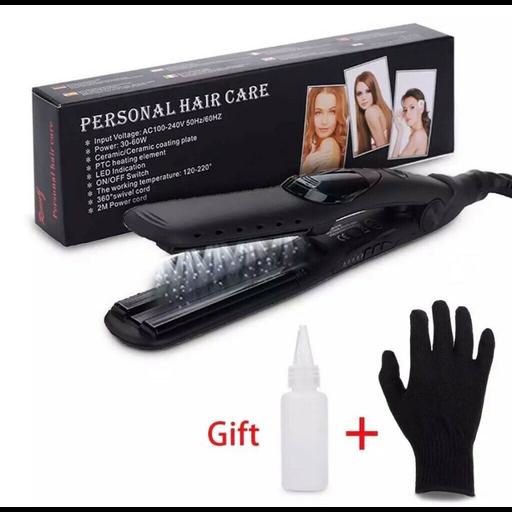 PERSONAL HAIR CARE
★ Input Voltage: AC100-240V 50Hz/60HZ
★ Power: 30-60W
★ Ceramic/Ceramic coating plate
★ PTC heating element
★ LED Indication
★ ON/OFF Switch
★ The working temperature: 120-220°
★ 360°swivel cord
★ 2M Power cord
Personal hair care
Gift
+